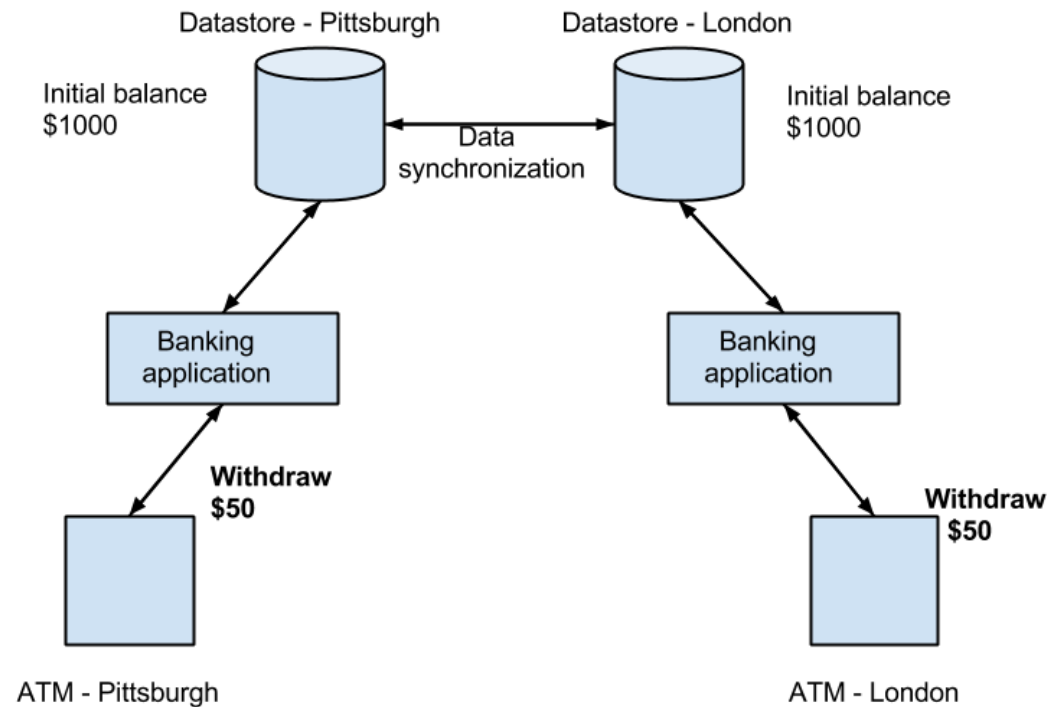 Datastore - Pittsburgh
Datastore - London
Initial balance
$1000
Initial balance
$1000
Data
synchronization
Banking
application
Banking
application
Withdraw
$50
Withdraw
$50
ATM - Pittsburgh
ATM - London